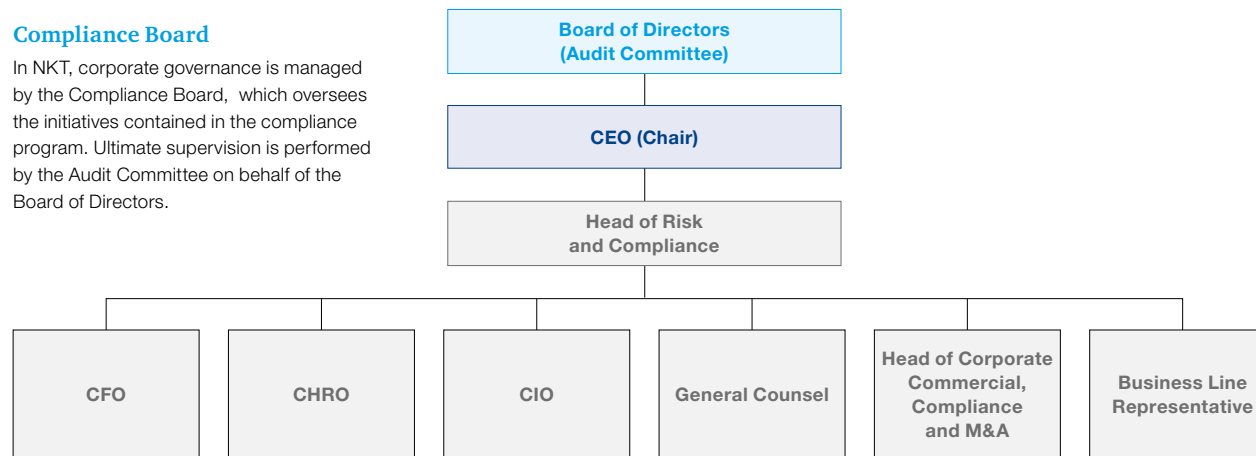 Compliance Board
In NKT, corporate governance is managed
by the Compliance Board,  which oversees
the initiatives contained in the compliance
program. Ultimate supervision is performed
by the Audit Committee on behalf of the
Board of Directors.
Board of Directors
(Audit Committee)
CEO (Chair)
Head of Risk
and Compliance
CFO
CHRO
CIO
General Counsel
Head of Corporate
Commercial,
Compliance
and M&A
Business Line
Representative